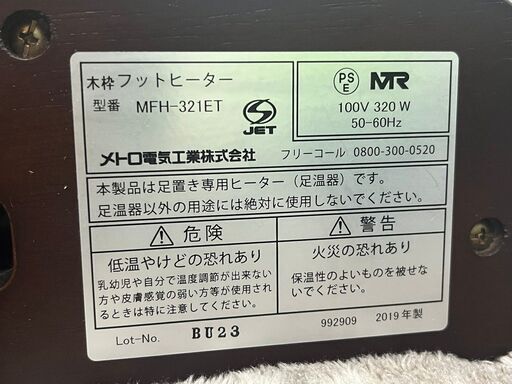 木枠フットヒーター
型番 MFH-321ET
JET
PS
E
MTR
100V 320W
50-60Hz
メトロ電気工業株式会社 フリーコール 0800-300-0520
本製品は足置き専用ヒーター（足温器）です。
足温器以外の用途には絶対に使用しないでください。
危険
低温やけどの恐れあり
乳幼児や自分で温度調節が出来ない
方や皮膚感覚の弱い方等が使用され
るときは特に注意してください。
警告
火災の恐れあり
保温性のよいものを被せな
いでください。
Lot-No. BU23
992909 2019年製